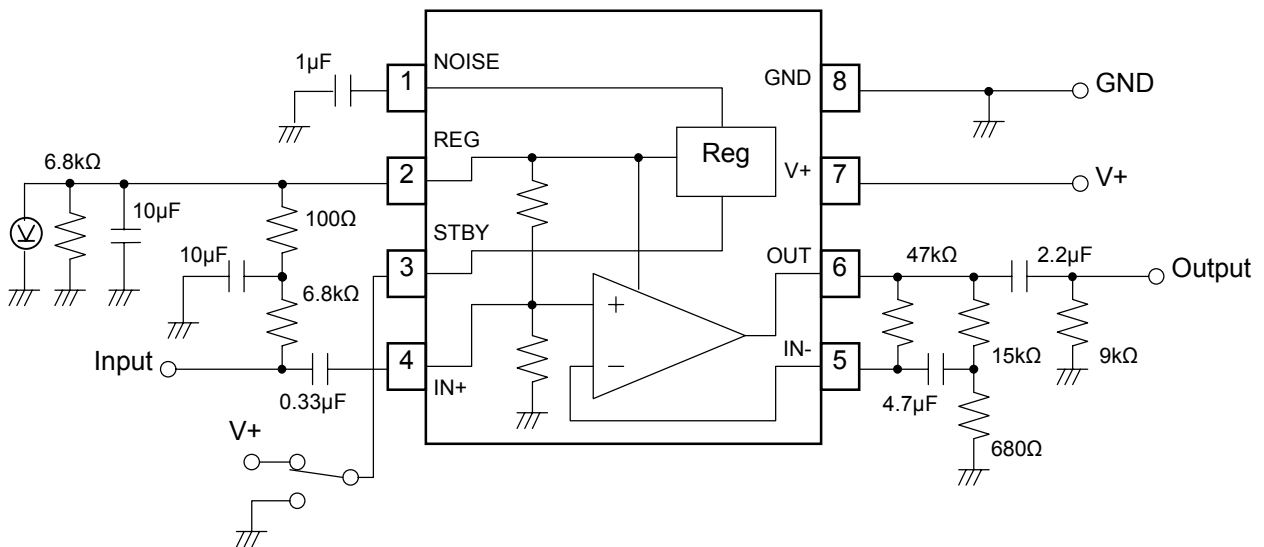 1µF
1
NOISE
GND
8
GND
REG
Reg
6.8kΩ
2
V+
7
V+
10µF
100Ω
STBY
10µF
3
OUT
6
47kΩ
2.2µF
Output
6.8kΩ
+
Input
4
IN+
−
IN-
5
15kΩ
9kΩ
0.33µF
4.7µF
V+
680Ω
V